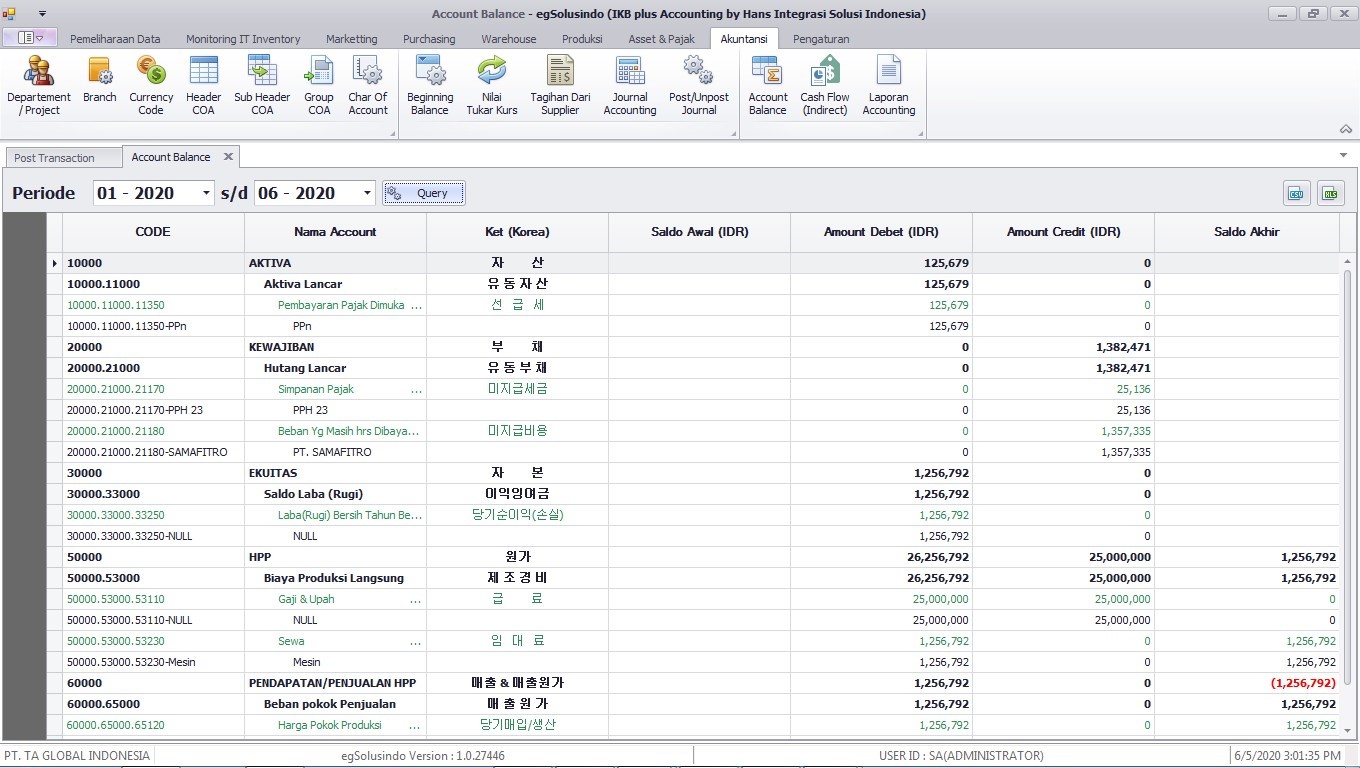 Account Balance - egSolusindo (IKB plus Accounting by Hans Integrasi Solusi Indonesia)
Pemeliharaan Data Monitoring IT Inventory Marketting Purchasing Warehouse Produksi Asset & Pajak Akuntansi Pengaturan
Departement Branch Currency Header Sub Header Group Char Of Beginning Nilai Tagihan Dari Journal Post/Unpost Account Cash Flow Laporan
/ Project Code COA COA COA Account Balance Tukar Kurs Supplier Accounting Journal Balance (Indirect) Accounting
Post Transaction Account Balance
Periode 01 - 2020 s/d 06 - 2020 Query CSV XLS
CODE Nama Account Ket (Korea) Saldo Awal (IDR) Amount Debet (IDR) Amount Credit (IDR) Saldo Akhir
10000 AKTIVA 자 산 125,679 0
10000.11000 Aktiva Lancar 유 동 자 산 125,679 0
10000.11000.11350 Pembayaran Pajak Dimuka ... 선 급 세 125,679 0
10000.11000.11350-PPn PPn 125,679 0
20000 KEWAJIBAN 부 채 0 1,382,471
20000.21000 Hutang Lancar 유 동 부 채 0 1,382,471
20000.21000.21170 Simpanan Pajak ... 미지급세금 0 25,136
20000.21000.21170-PPH 23 PPH 23 0 25,136
20000.21000.21180 Beban Yg Masih hrs Dibaya... 미지급비용 0 1,357,335
20000.21000.21180-SAMAFITRO PT. SAMAFITRO 0 1,357,335
30000 EKUITAS 자 본 1,256,792 0
30000.33000 Saldo Laba (Rugi) 이익잉여금 1,256,792 0
30000.33000.33250 Laba(Rugi) Bersih Tahun Be... 당기순이익(손실) 1,256,792 0
30000.33000.33250-NULL NULL 1,256,792 0
50000 HPP 원가 26,256,792 25,000,000 1,256,792
50000.53000 Biaya Produksi Langsung 제 조 경 비 26,256,792 25,000,000 1,256,792
50000.53000.53110 Gaji & Upah ... 급 료 25,000,000 25,000,000 0
50000.53000.53110-NULL NULL 25,000,000 25,000,000 0
50000.53000.53230 Sewa ... 임 대 료 1,256,792 0 1,256,792
50000.53000.53230-Mesin Mesin 1,256,792 0 1,256,792
60000 PENDAPATAN/PENJUALAN HPP 매출 & 매출원가 1,256,792 0 (1,256,792)
60000.65000 Beban pokok Penjualan 매 출 원 가 1,256,792 0 1,256,792
60000.65000.65120 Harga Pokok Produksi ... 당기매입/생산 1,256,792 0 1,256,792
PT. TA GLOBAL INDONESIA egSolusindo Version : 1.0.27446 USER ID : SA(ADMINISTRATOR) 6/5/2020 3:01:35 PM